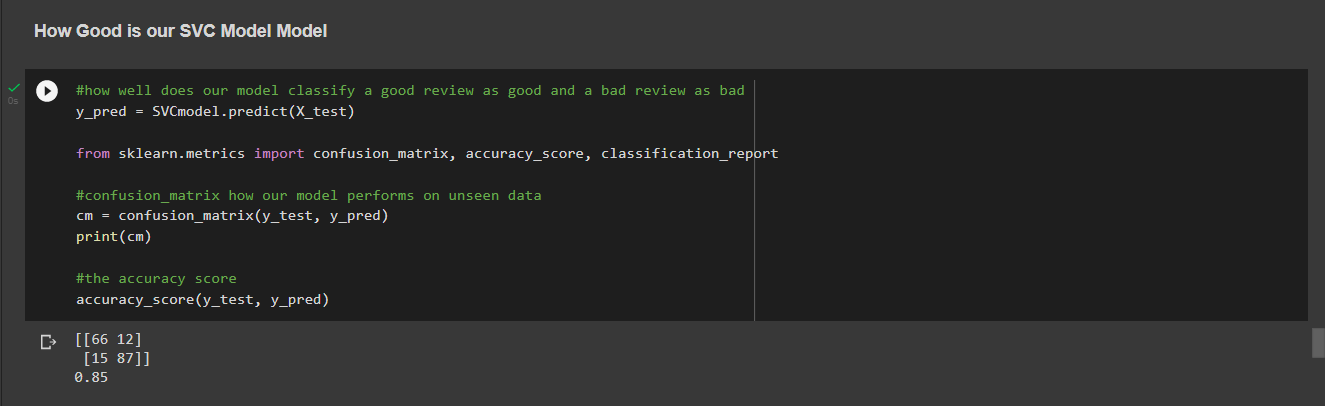 How Good is our SVC Model Model
#how well does our model classify a good review as good and a bad review as bad
0s
y_pred = SVCmodel.predict(X_test)
from sklearn.metrics import confusion_matrix, accuracy_score, classification_report
#confusion_matrix how our model performs on unseen data
cm = confusion_matrix(y_test, y_pred)
print(cm)
#the accuracy score
accuracy_score(y_test, y_pred)
[[66 12]
[15 87]]
0.85